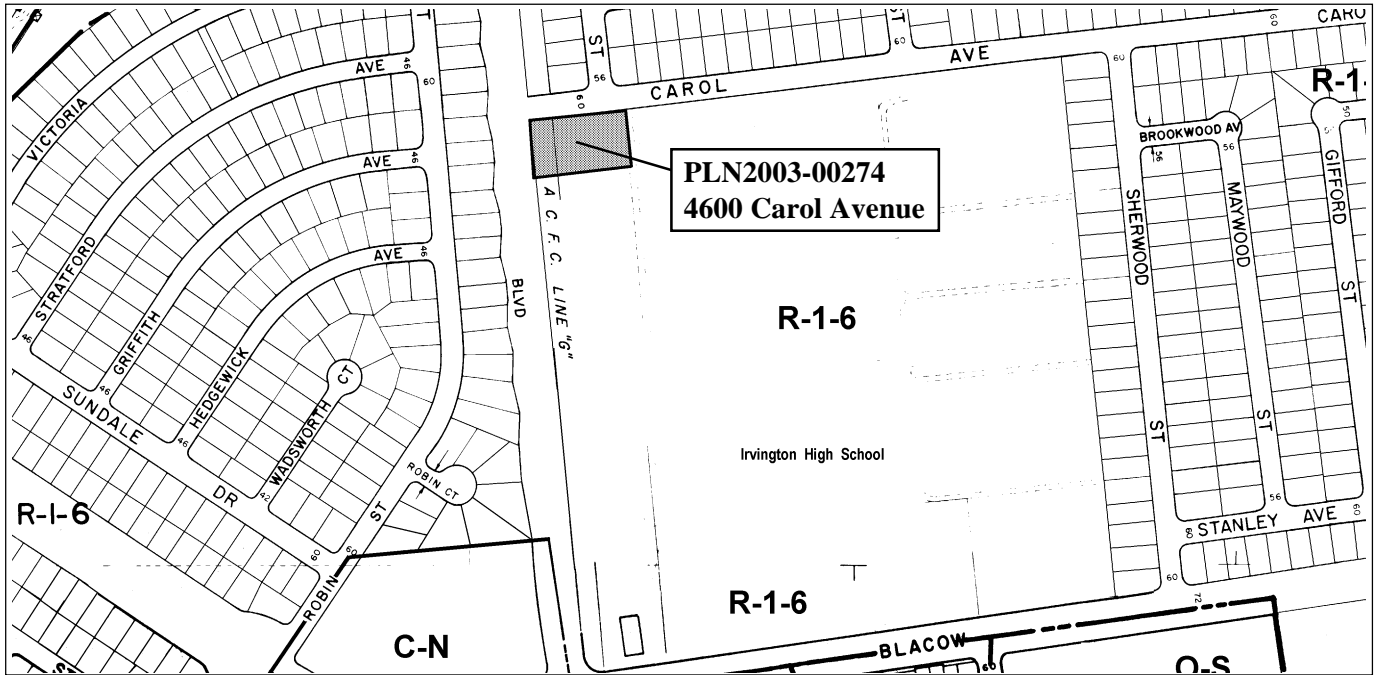 ST
ST
ST
CARO
60
60
AVE
46
60
56
60
CAROL
AVE
60
R-1-
VICTORIA
AVE
46
BROOKWOOD AV
56
56
50
PLN2003-00274
4600 Carol Avenue
GIFFORD
STRATFORD
AVE
46
A C. F. C. LINE "G"
SHERWOOD
MAYWOOD
BLVD
ST
GRIFFITH
R-1-6
46
HEDGEWICK
CT
46
SUNDALE
WADSWORTH
ST
ST
46
Irvington High School
ROBIN CT
DR
42
ST
56
60
R-I-6
60
STANLEY AVE
60
60
ROBIN
60
R-1-6
72
C-N
BLACOW
60
O-S